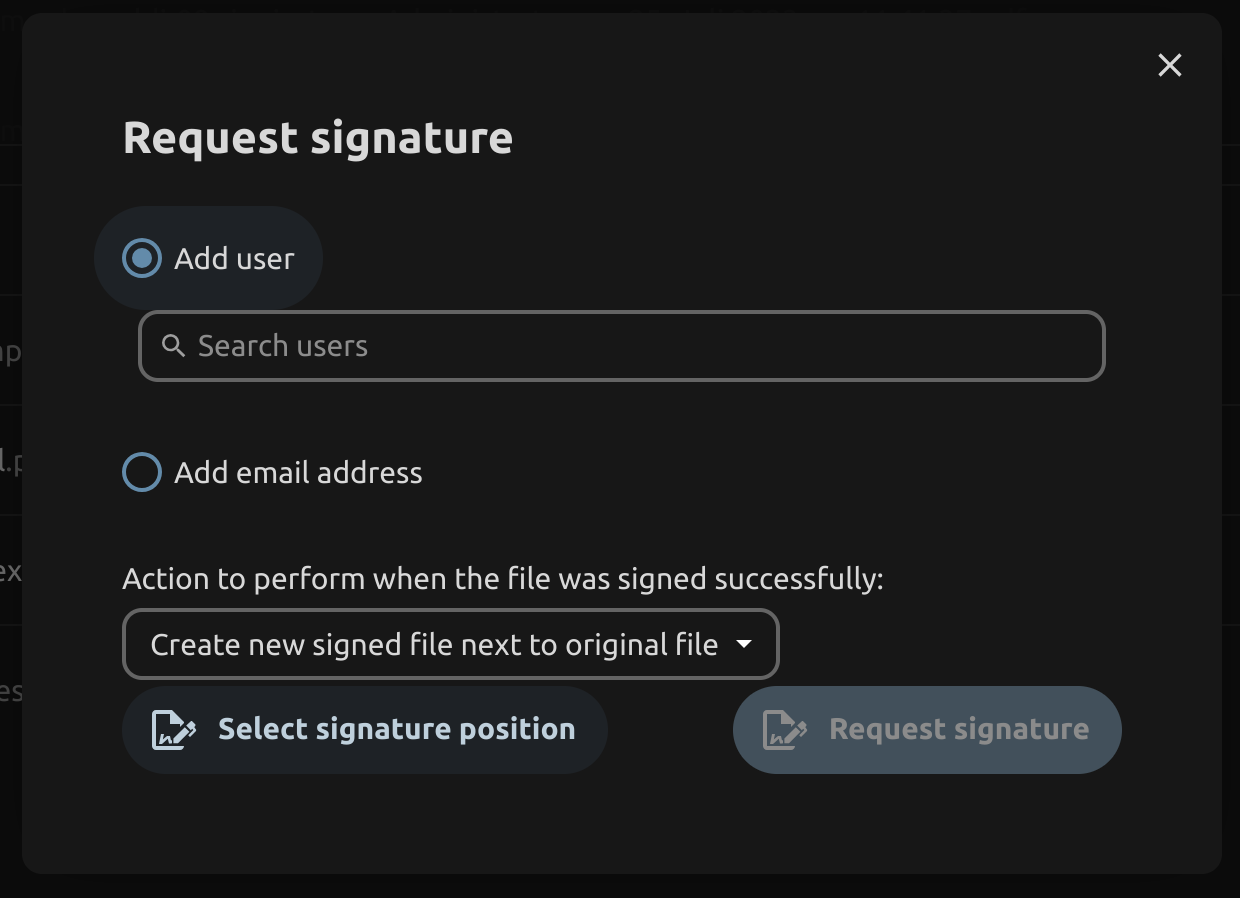 Request signature
Add user
Search users
Add email address
Action to perform when the file was signed successfully:
Create new signed file next to original file
Select signature position
Request signature